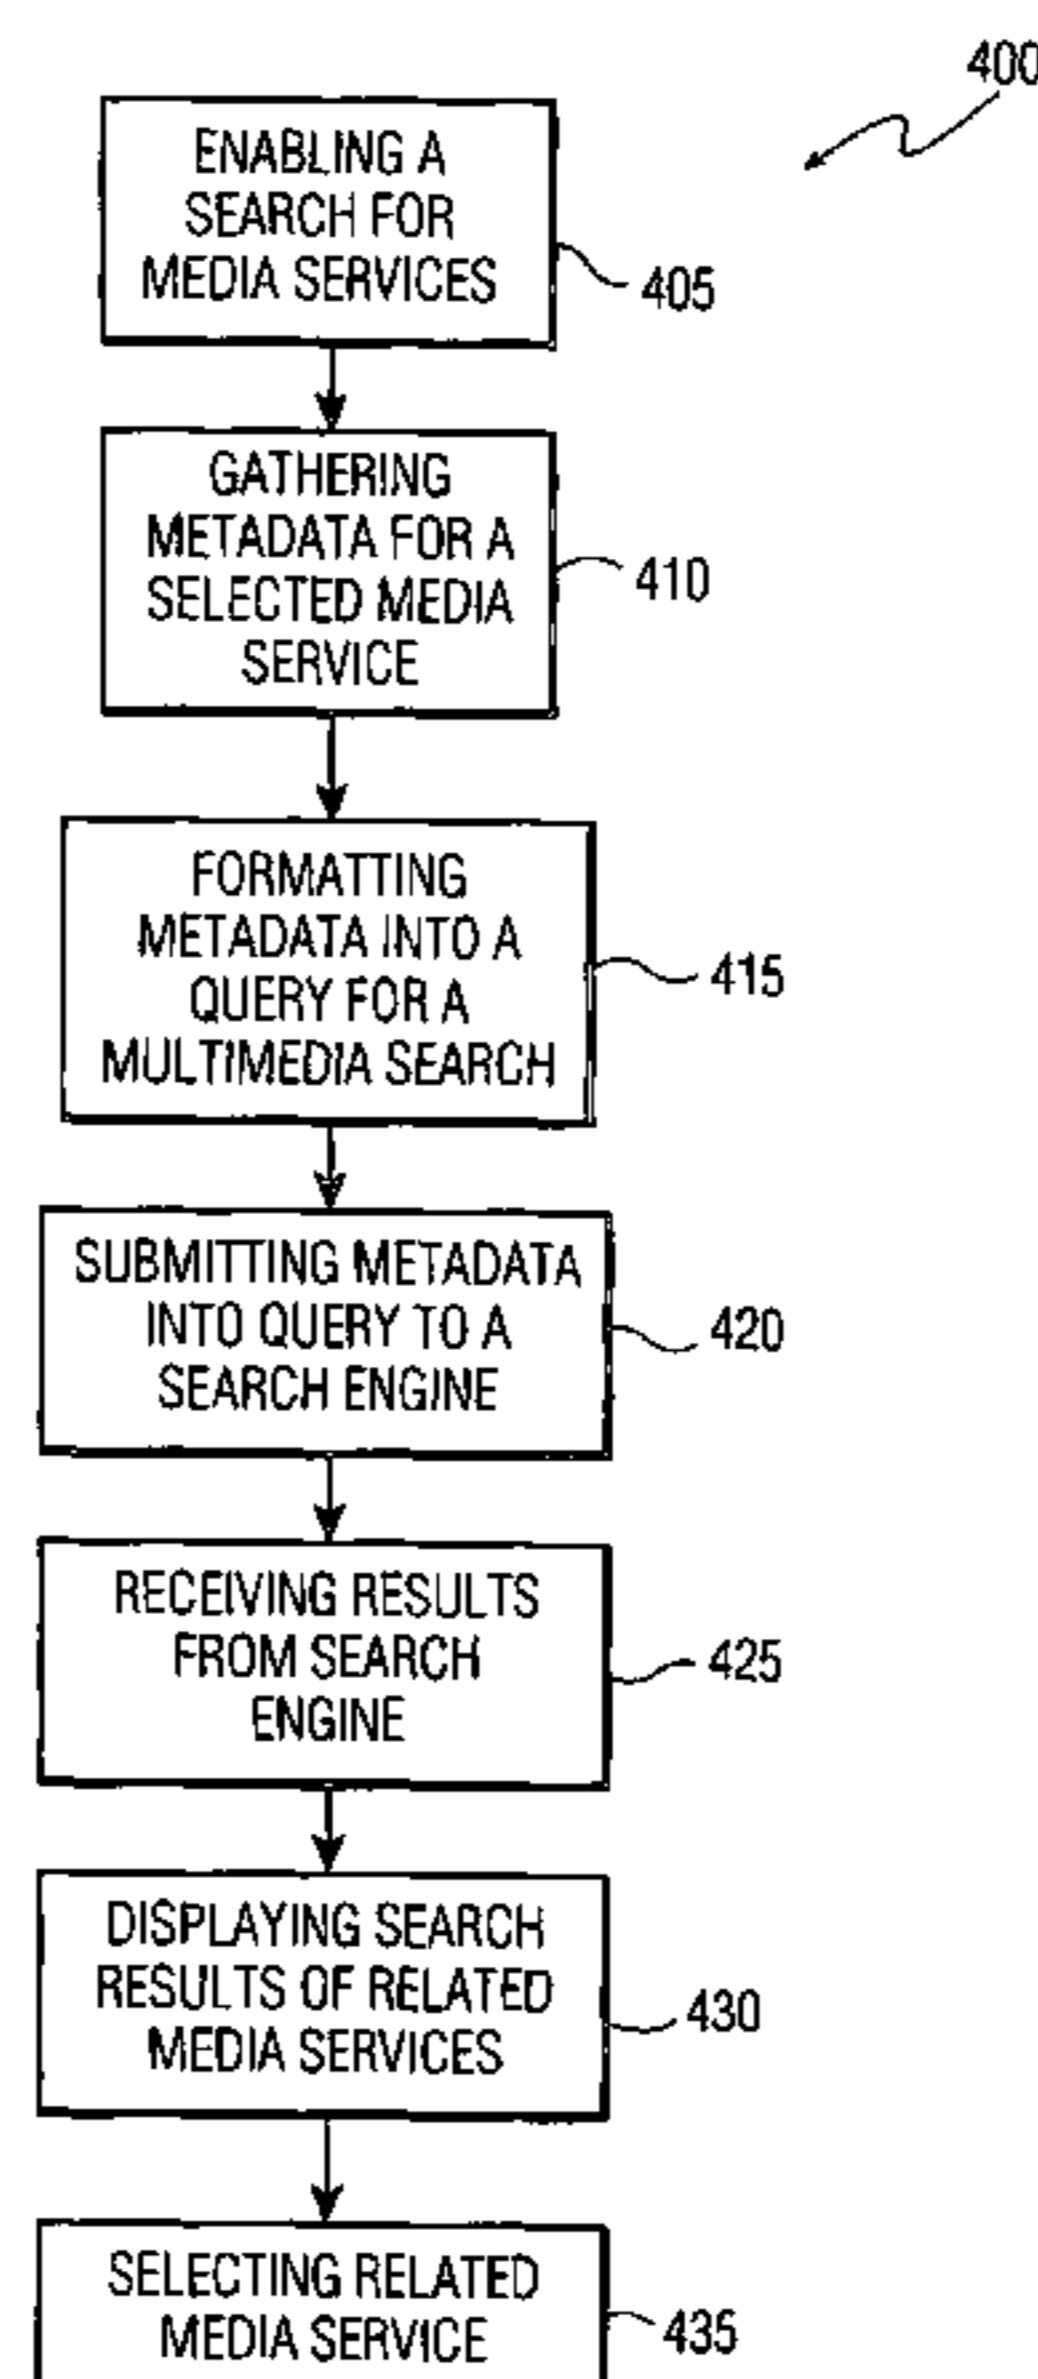 400
ENABLING A
SEARCH FOR
MEDIA SERVICES
405
GATHERING
METADATA FOR A
SELECTED MEDIA
SERVICE
410
FORMATTING
METADATA INTO A
QUERY FOR A
MULTIMEDIA SEARCH
415
SUBMITTING METADATA
INTO QUERY TO A
SEARCH ENGINE
420
RECEIVING RESULTS
FROM SEARCH
ENGINE
425
DISPLAYING SEARCH
RESULTS OF RELATED
MEDIA SERVICES
430
SELECTING RELATED
MEDIA SERVICE
435